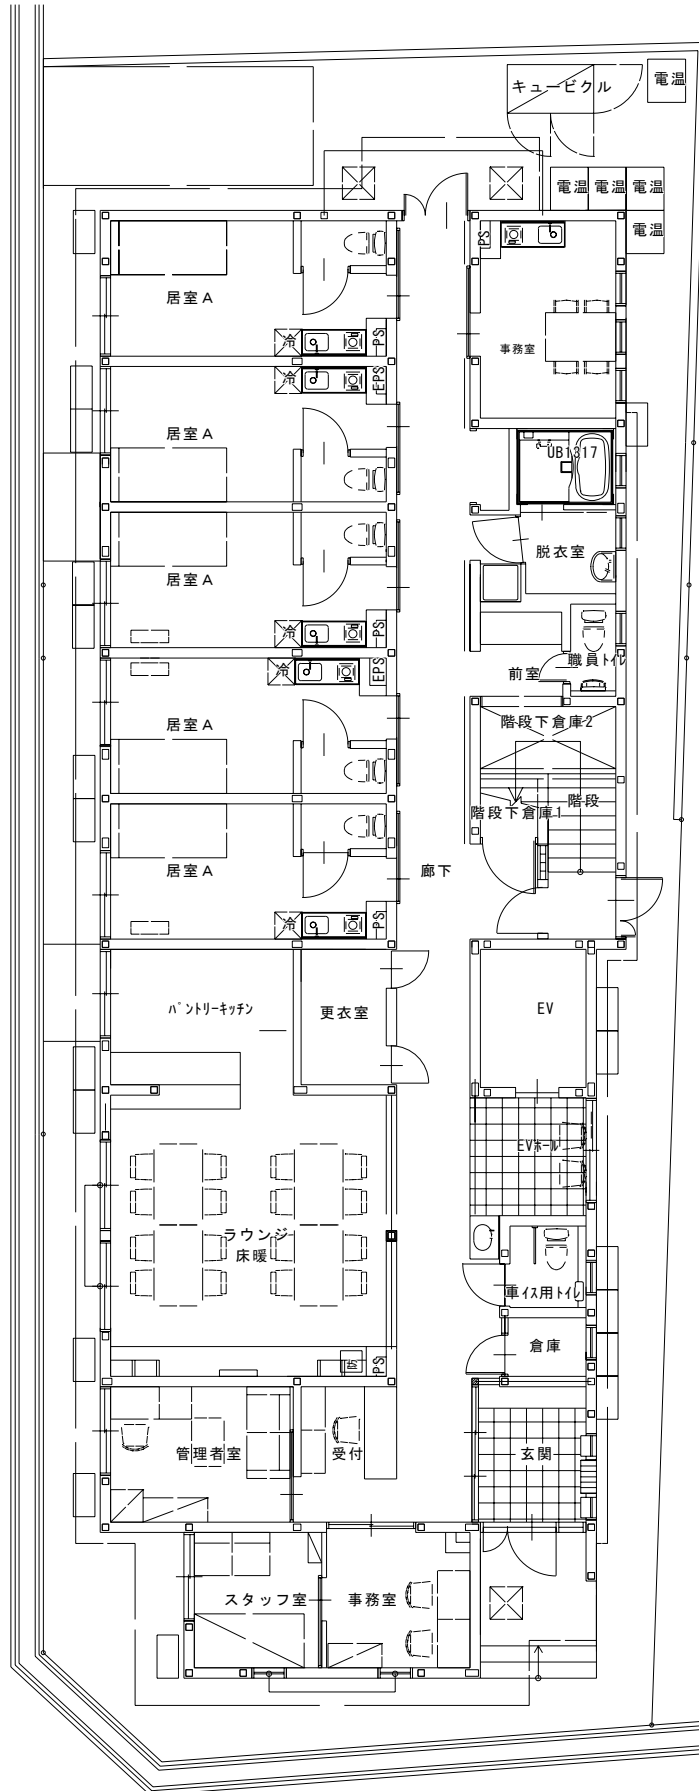 キュービクル
電温
電温
電温
電温
電温
PS
居室A
事務室
冷
PS
冷
EPS
居室A
UB1317
脱衣室
居室A
冷
PS
職員トイレ
前室
冷
EPS
居室A
階段下倉庫2
階段下倉庫1
階段
居室A
廊下
冷
PS
パントリーキッチン
更衣室
EV
EVホール
ラウンジ
床暖
車イス用トイレ
倉庫
PS
管理者室
受付
玄関
スタッフ室
事務室